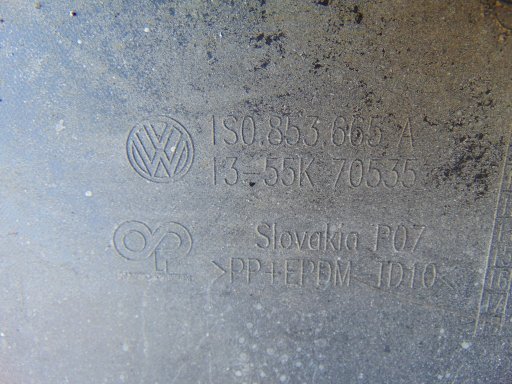 1S0.853.665 A
13-55K 70535
Slovakia P07
>PP+EPDM-TD10<